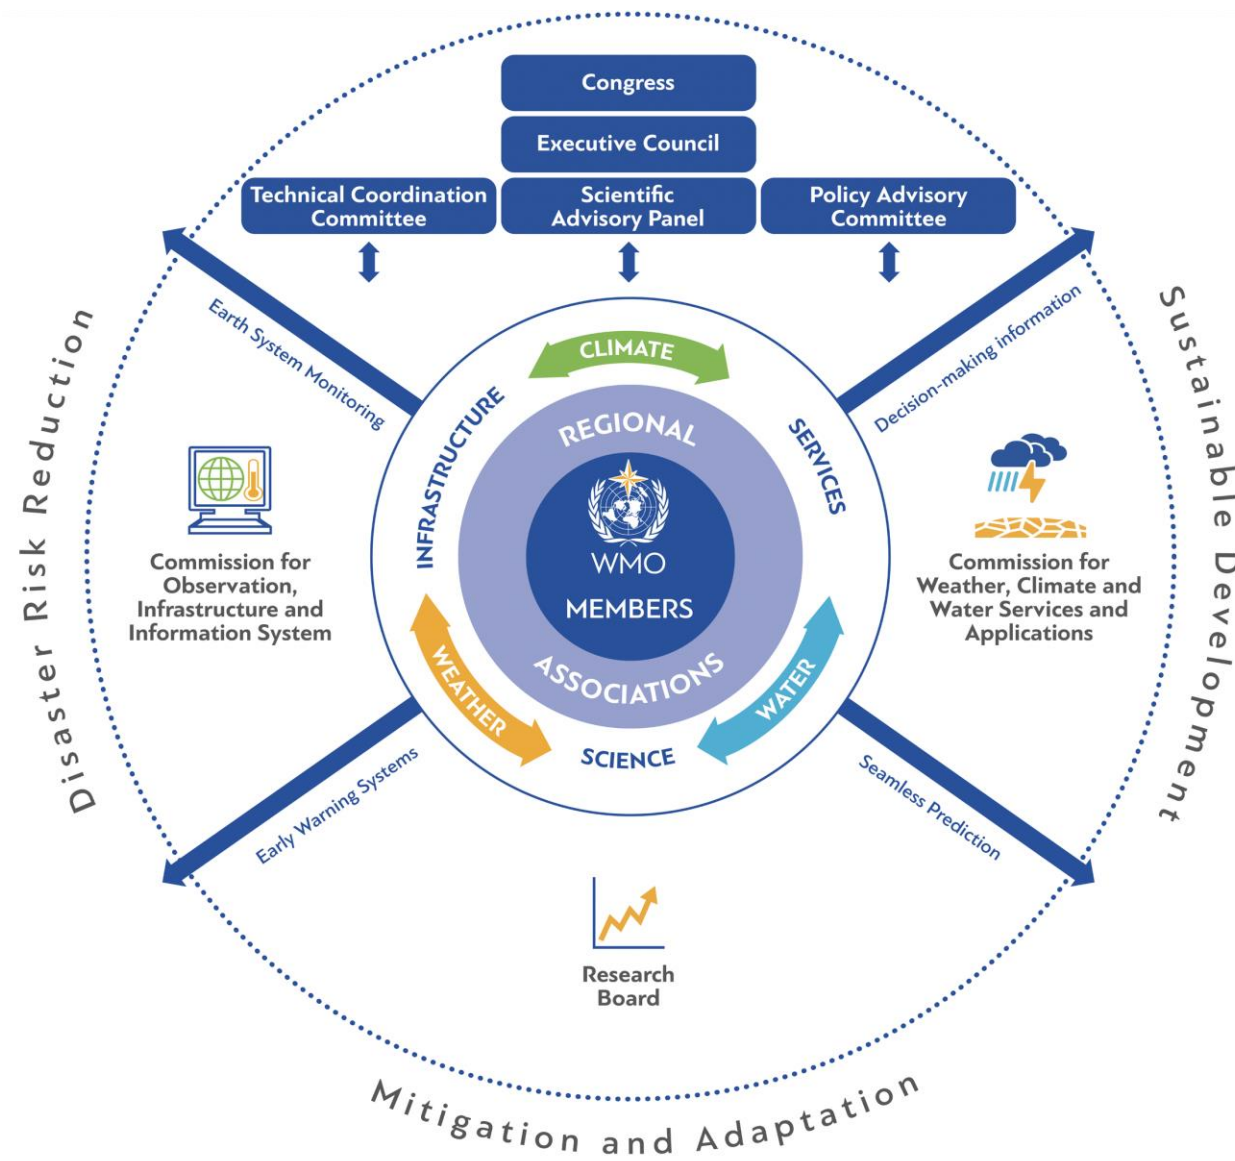 Congress
Executive Council
Technical Coordination
Committee
Scientific
Advisory Panel
Policy Advisory
Committee
Earth System Monitoring
Decision-making information
Disaster Risk Reduction
Sustainable Development
CLIMATE
INFRASTRUCTURE
SERVICES
REGIONAL
WMO
MEMBERS
ASSOCIATIONS
WEATHER
WATER
SCIENCE
Commission for
Observation,
Infrastructure and
Information System
Commission for
Weather, Climate and
Water Services and
Applications
Early Warning Systems
Seamless Prediction
Research
Board
Mitigation and Adaptation